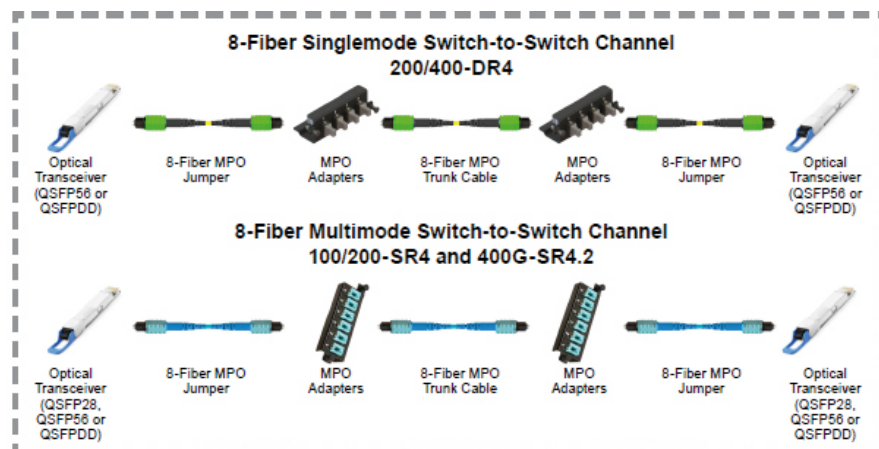 8-Fiber Singlemode Switch-to-Switch Channel
200/400-DR4
Optical
Transceiver
(QSFP56 or
QSFPDD)
8-Fiber MPO
Jumper
MPO
Adapters
8-Fiber MPO
Trunk Cable
MPO
Adapters
8-Fiber MPO
Jumper
Optical
Transceiver
(QSFP56 or
QSFPDD)
8-Fiber Multimode Switch-to-Switch Channel
100/200-SR4 and 400G-SR4.2
Optical
Transceiver
(QSFP28,
QSFP56 or
QSFPDD)
8-Fiber MPO
Jumper
MPO
Adapters
8-Fiber MPO
Trunk Cable
MPO
Adapters
8-Fiber MPO
Jumper
Optical
Transceiver
(QSFP28,
QSFP56 or
QSFPDD)